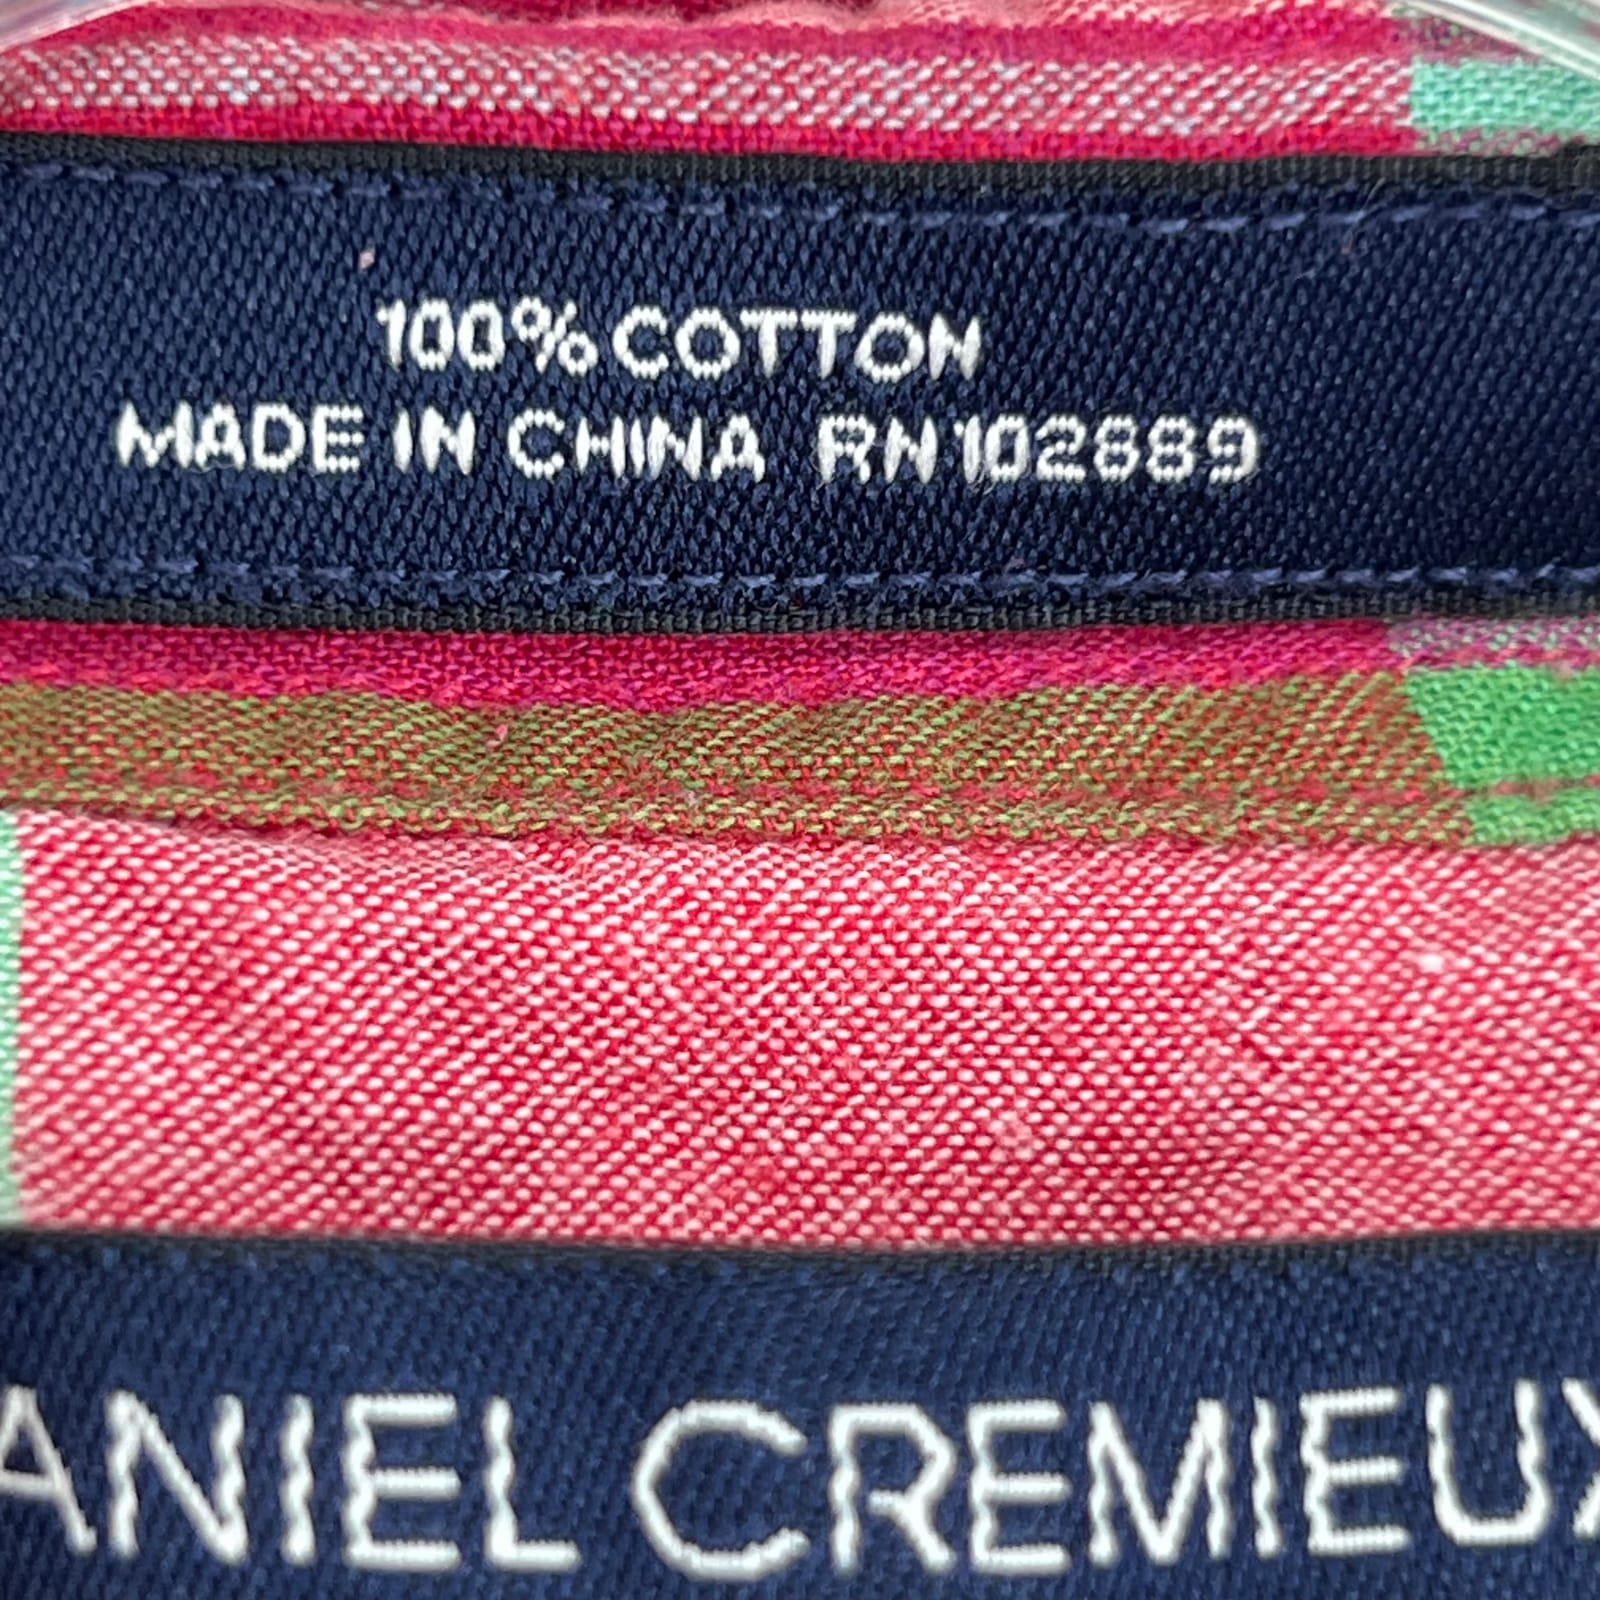 100% COTTON
MADE IN CHINA RN102889
ANIEL CREMIEUX